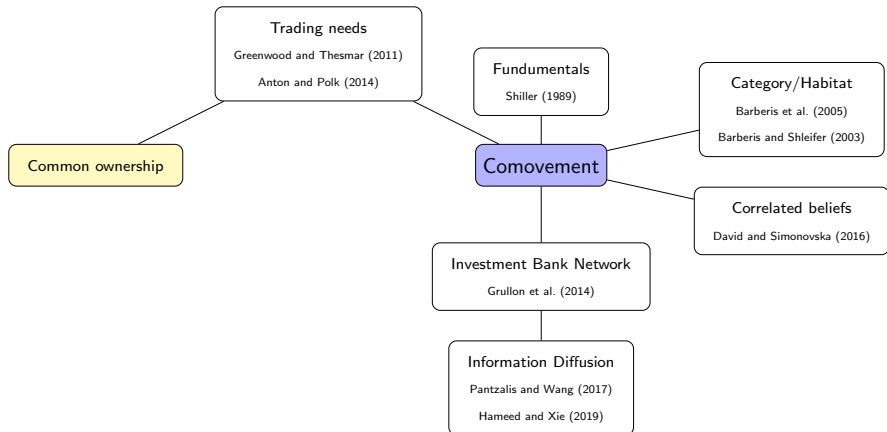 Trading needs
Greenwood and Thesmar (2011)
Anton and Polk (2014)
Fundumentals
Shiller (1989)
Category/Habitat
Barberis et al. (2005)
Barberis and Shleifer (2003)
Common ownership
Comovement
Correlated beliefs
David and Simonovska (2016)
Investment Bank Network
Grullon et al. (2014)
Information Diffusion
Pantzalis and Wang (2017)
Hameed and Xie (2019)